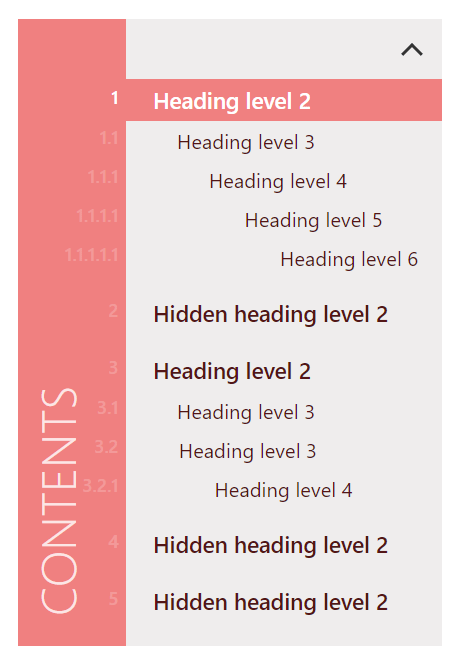 1 Heading level 2
1.1 Heading level 3
1.1.1 Heading level 4
1.1.1.1 Heading level 5
1.1.1.1.1 Heading level 6
2 Hidden heading level 2
3 Heading level 2
3.1 Heading level 3
3.2 Heading level 3
3.2.1 Heading level 4
4 Hidden heading level 2
5 Hidden heading level 2
CONTENTS